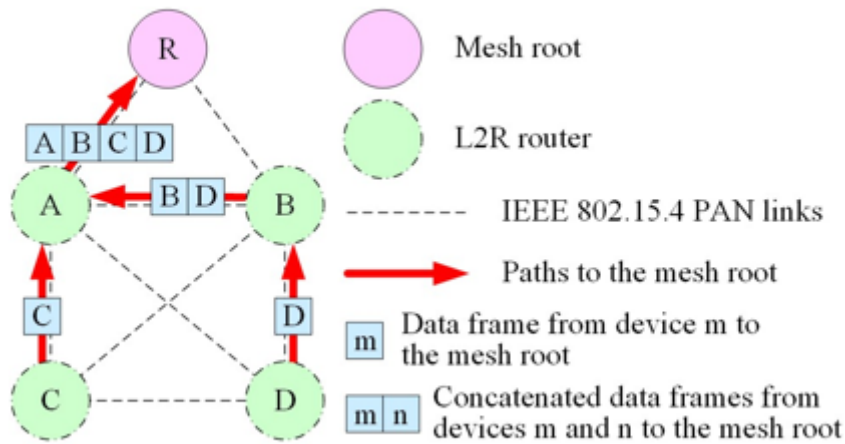 R
Mesh root
A B C D
L2R router
A
B D
B
IEEE 802.15.4 PAN links
Paths to the mesh root
C
D
m
Data frame from device m to
the mesh root
C
D
m n
Concatenated data frames from
devices m and n to the mesh root